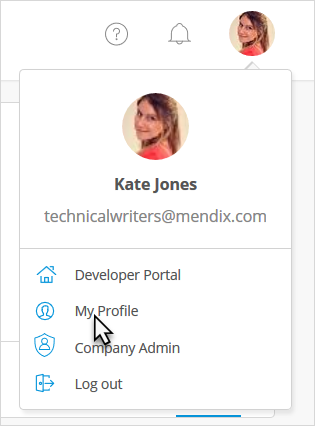 Kate Jones
technicalwriters@mendix.com
Developer Portal
My Profile
Company Admin
Log out